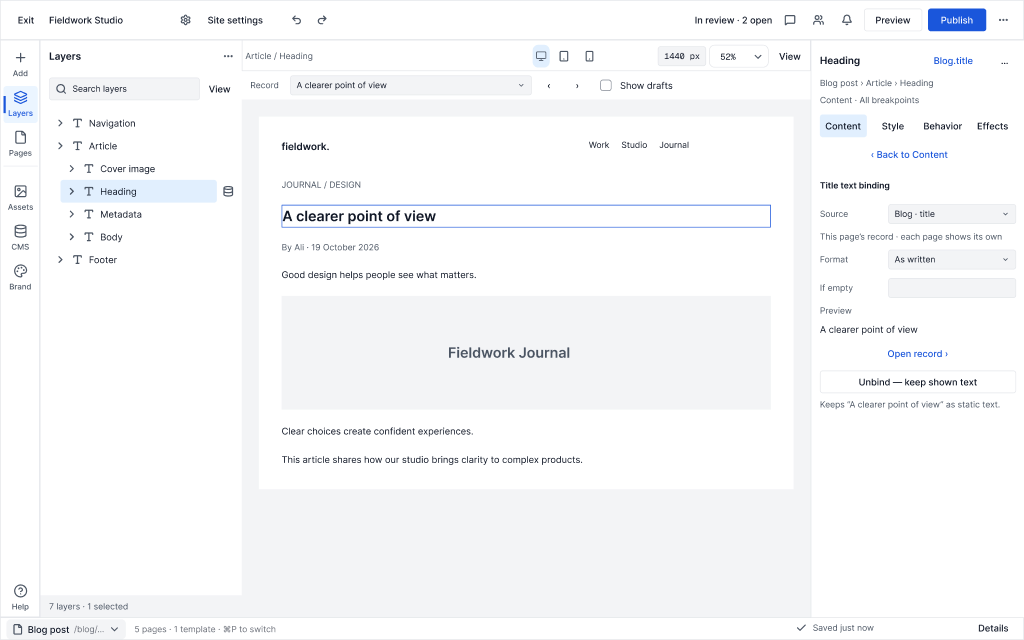 Exit
Fieldwork Studio
Site settings
In review · 2 open
Preview
Publish
Add
Layers
Pages
Assets
CMS
Brand
Help
Layers
Search layers
View
Navigation
Article
Cover image
Heading
Metadata
Body
Footer
7 layers · 1 selected
Article / Heading
1440 px
52%
View
Record
A clearer point of view
‹
›
Show drafts
fieldwork.
Work
Studio
Journal
JOURNAL / DESIGN
A clearer point of view
By Ali · 19 October 2026
Good design helps people see what matters.
Fieldwork Journal
Clear choices create confident experiences.
This article shares how our studio brings clarity to complex products.
Heading
Blog.title
...
Blog post › Article › Heading
Content · All breakpoints
Content
Style
Behavior
Effects
‹ Back to Content
Title text binding
Source
Blog · title
This page’s record · each page shows its own
Format
As written
If empty
Preview
A clearer point of view
Open record ›
Unbind — keep shown text
Keeps “A clearer point of view” as static text.
Blog post
/blog/...
5 pages · 1 template · ⌘P to switch
Saved just now
Details